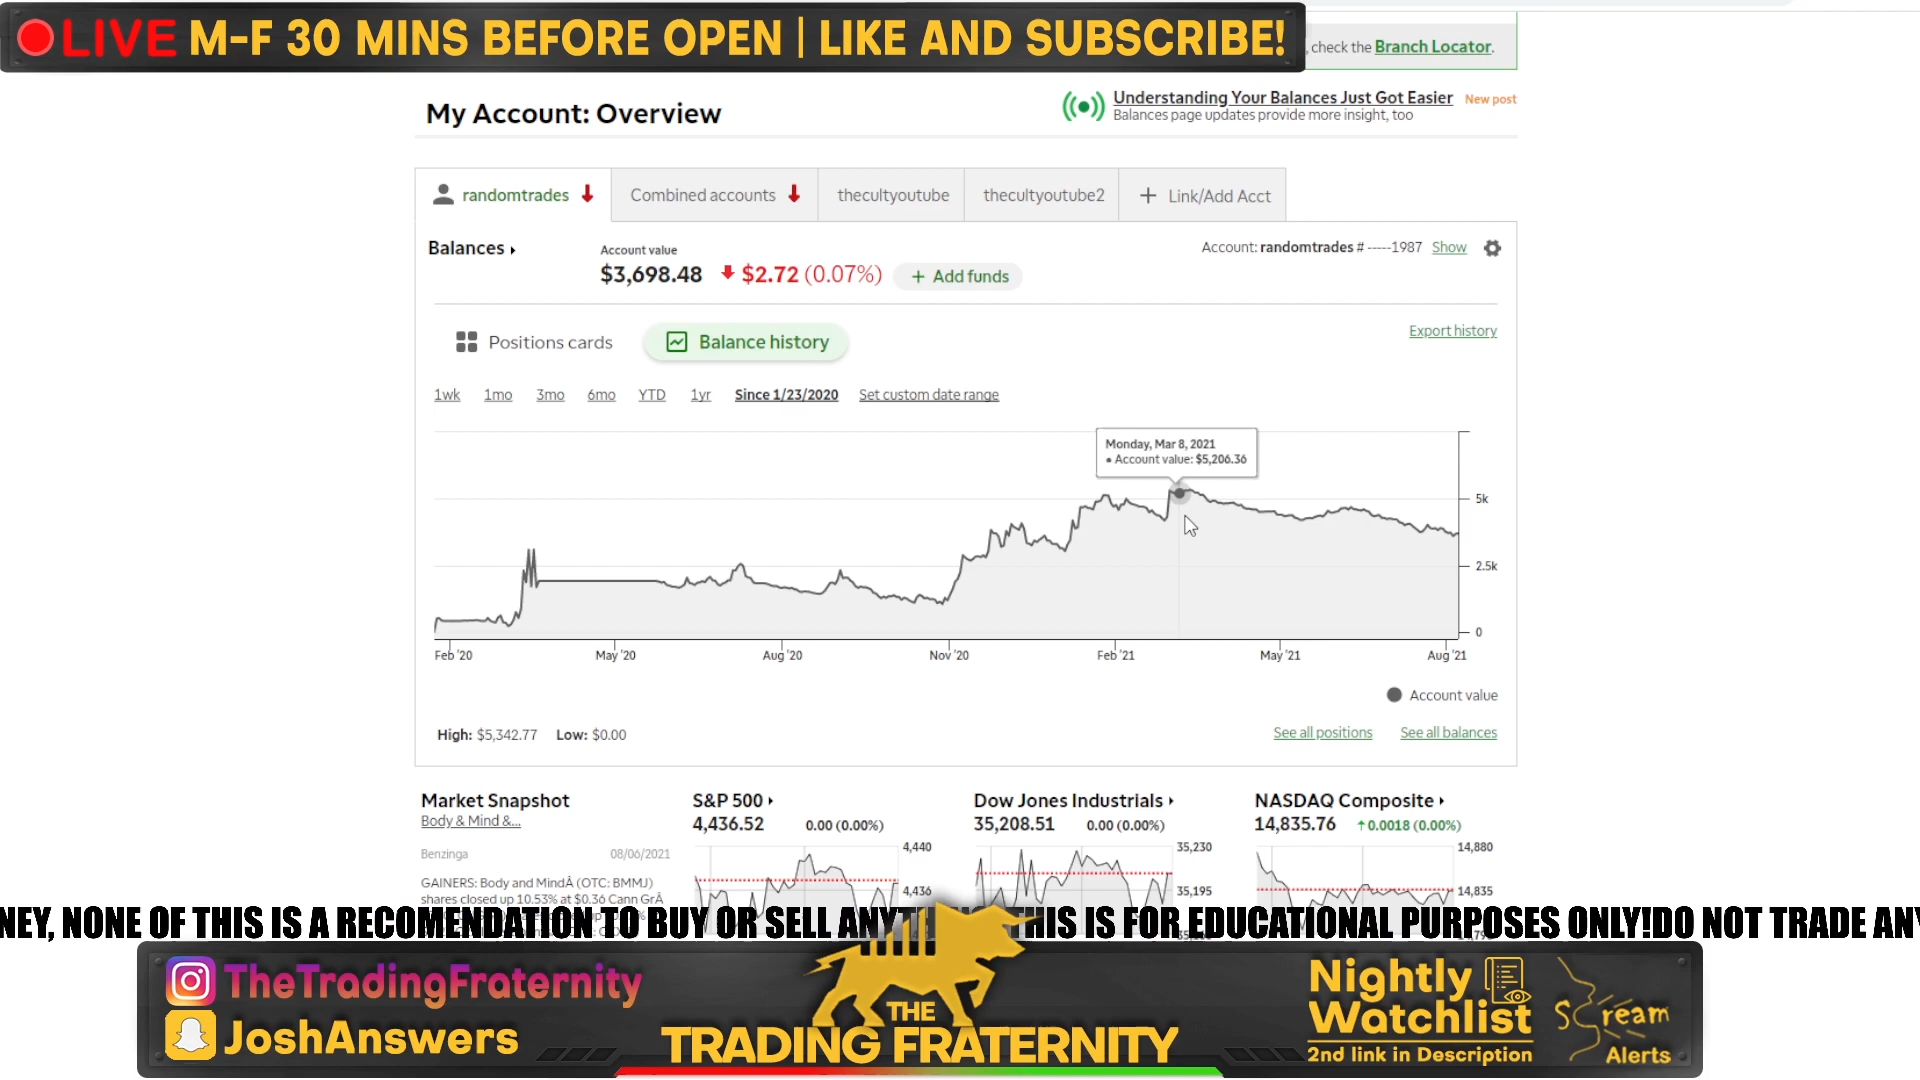 LIVE M-F 30 MINS BEFORE OPEN | LIKE AND SUBSCRIBE!
, check the Branch Locator.
My Account: Overview
Understanding Your Balances Just Got Easier New post
Balances page updates provide more insight, too
randomtrades Combined accounts thecultyoutube thecultyoutube2 + Link/Add Acct
Balances
Account value
$3,698.48 $2.72 (0.07%) + Add funds
Account: randomtrades # -----1987 Show
Positions cards Balance history
Export history
1wk 1mo 3mo 6mo YTD 1yr Since 1/23/2020 Set custom date range
Monday, Mar 8, 2021
• Account value: $5,206.36
5k
2.5k
0
Feb '20 May '20 Aug '20 Nov '20 Feb '21 May '21 Aug '21
Account value
High: $5,342.77 Low: $0.00
See all positions See all balances
Market Snapshot
Body & Mind &...
Benzinga 08/06/2021
GAINERS: Body and MindÂ (OTC: BMMJ)
shares closed up 10.53% at $0.36 Cann GrÂ
S&P 500
4,436.52 0.00 (0.00%)
4,440
4,436
Dow Jones Industrials
35,208.51 0.00 (0.00%)
35,230
35,195
NASDAQ Composite
14,835.76 0.0018 (0.00%)
14,880
14,835
NEY, NONE OF THIS IS A RECOMENDATION TO BUY OR SELL ANYTH THIS IS FOR EDUCATIONAL PURPOSES ONLY!DO NOT TRADE ANY
TheTradingFraternity
JoshAnswers
THE
TRADING FRATERNITY
Nightly
Watchlist
2nd link in Description
Scream
Alerts